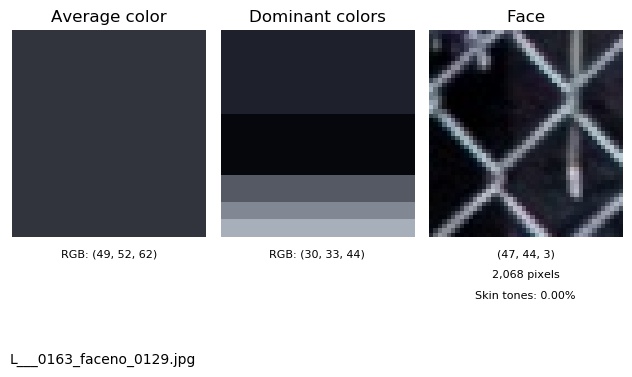 Average color
Dominant colors
Face
RGB: (49, 52, 62)
RGB: (30, 33, 44)
(47, 44, 3)
2,068 pixels
Skin tones: 0.00%
L___0163_faceno_0129.jpg